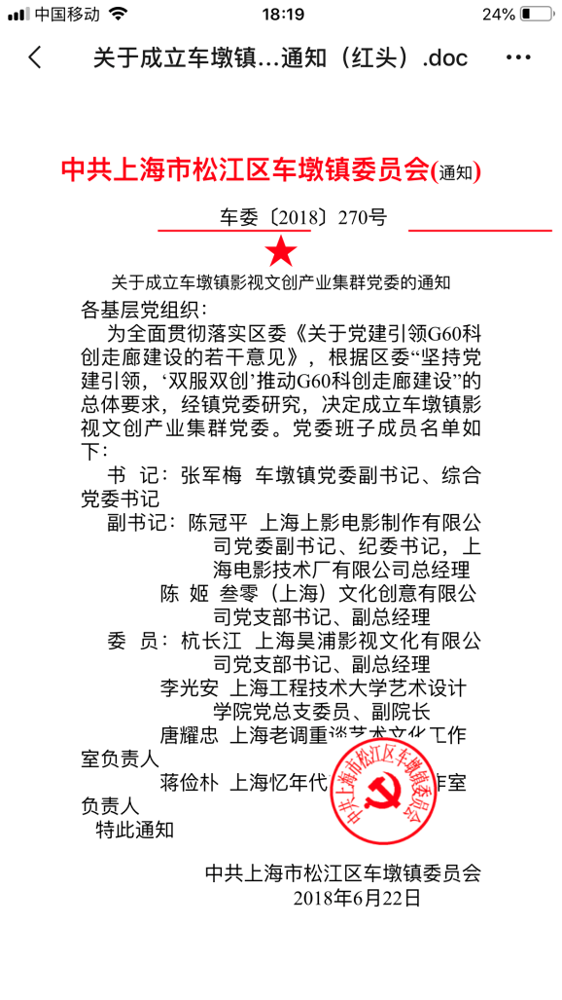 中国移动 18:19 24%
关于成立车墩镇...通知（红头）.doc
中共上海市松江区车墩镇委员会(通知)
车委〔2018〕270号
关于成立车墩镇影视文创产业集群党委的通知
各基层党组织：
为全面贯彻落实区委《关于党建引领G60科
创走廊建设的若干意见》，根据区委“坚持党
建引领，‘双服双创’推动G60科创走廊建设”的
总体要求，经镇党委研究，决定成立车墩镇影
视文创产业集群党委。党委班子成员名单如
下：
书 记：张军梅 车墩镇党委副书记、综合
党委书记
副书记：陈冠平 上海上影电影制作有限公
司党委副书记、纪委书记，上
海电影技术厂有限公司总经理
陈 姬 叁零（上海）文化创意有限公
司党支部书记、副总经理
委 员：杭长江 上海昊浦影视文化有限公
司党支部书记、副总经理
李光安 上海工程技术大学艺术设计
学院党总支委员、副院长
唐耀忠 上海老调重谈艺术文化工作
室负责人
蒋俭朴 上海忆年代 作室
负责人
中共上海市松江区车墩镇委员会
特此通知
中共上海市松江区车墩镇委员会
2018年6月22日